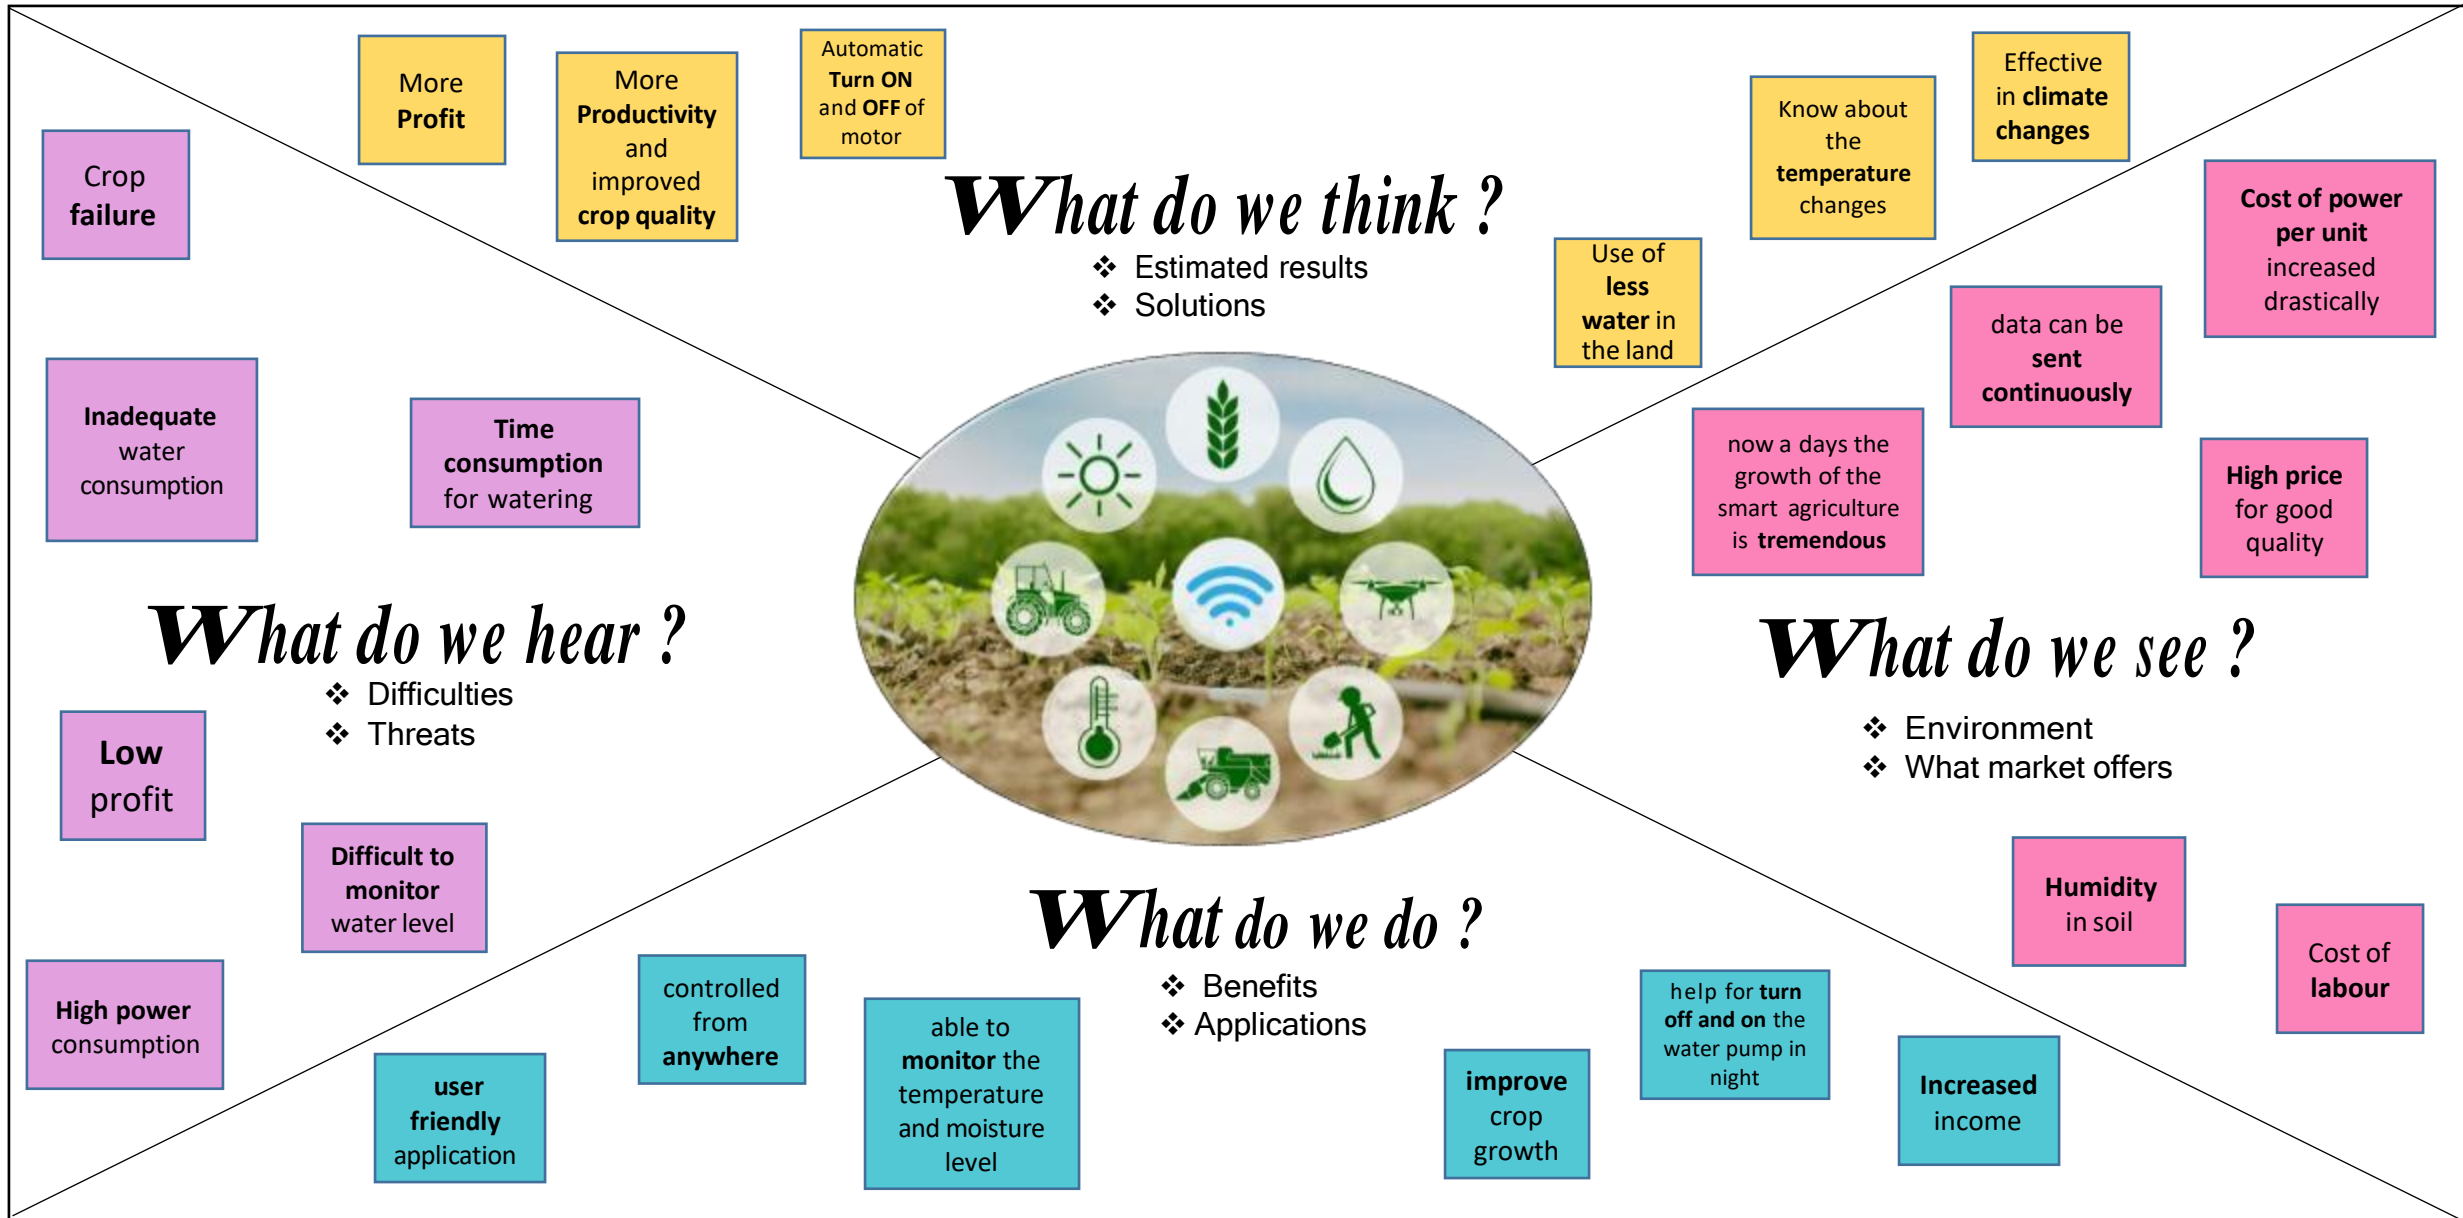 More
Profit
More
Productivity
and
improved
crop quality
Automatic
Turn ON
and OFF of
motor
What do we think ?
❖ Estimated results
❖ Solutions
Use of
less
water in
the land
Know about
the
temperature
changes
Effective
in climate
changes
Crop
failure
Inadequate
water
consumption
Time
consumption
for watering
What do we hear ?
❖ Difficulties
❖ Threats
Low
profit
Difficult to
monitor
water level
High power
consumption
Cost of power
per unit
increased
drastically
data can be
sent
continuously
now a days the
growth of the
smart agriculture
is tremendous
High price
for good
quality
What do we see ?
❖ Environment
❖ What market offers
Humidity
in soil
Cost of
labour
What do we do ?
❖ Benefits
❖ Applications
user
friendly
application
controlled
from
anywhere
able to
monitor the
temperature
and moisture
level
improve
crop
growth
help for turn
off and on the
water pump in
night
Increased
income